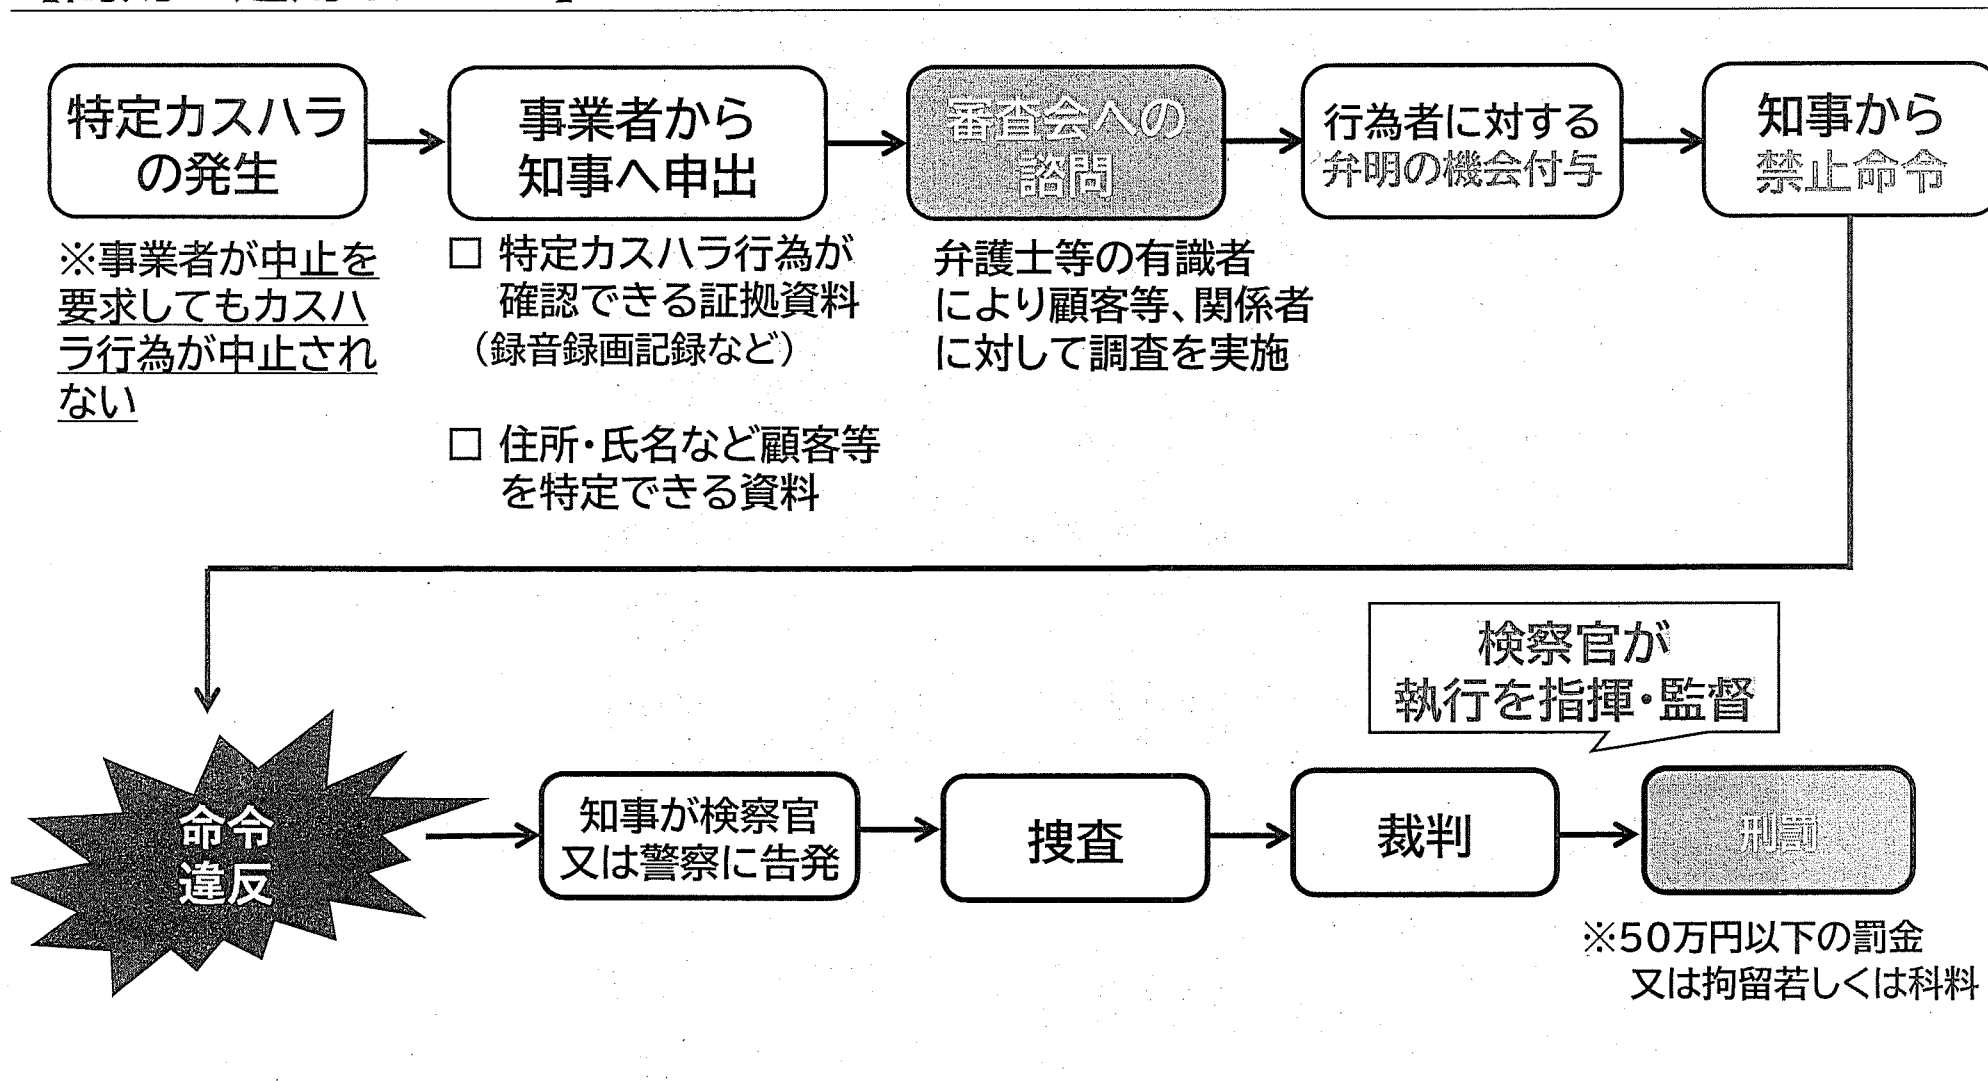 特定カスハラ
の発生
※事業者が中止を
要求してもカスハ
ラ行為が中止され
ない
事業者から
知事へ申出
□ 特定カスハラ行為が
確認できる証拠資料
（録音録画記録など）
□ 住所・氏名など顧客等
を特定できる資料
審査会への
諮問
弁護士等の有識者
により顧客等、関係者
に対して調査を実施
行為者に対する
弁明の機会付与
知事から
禁止命令
命令
違反
知事が検察官
又は警察に告発
捜査
裁判
検察官が
執行を指揮・監督
刑罰
※50万円以下の罰金
又は拘留若しくは科料